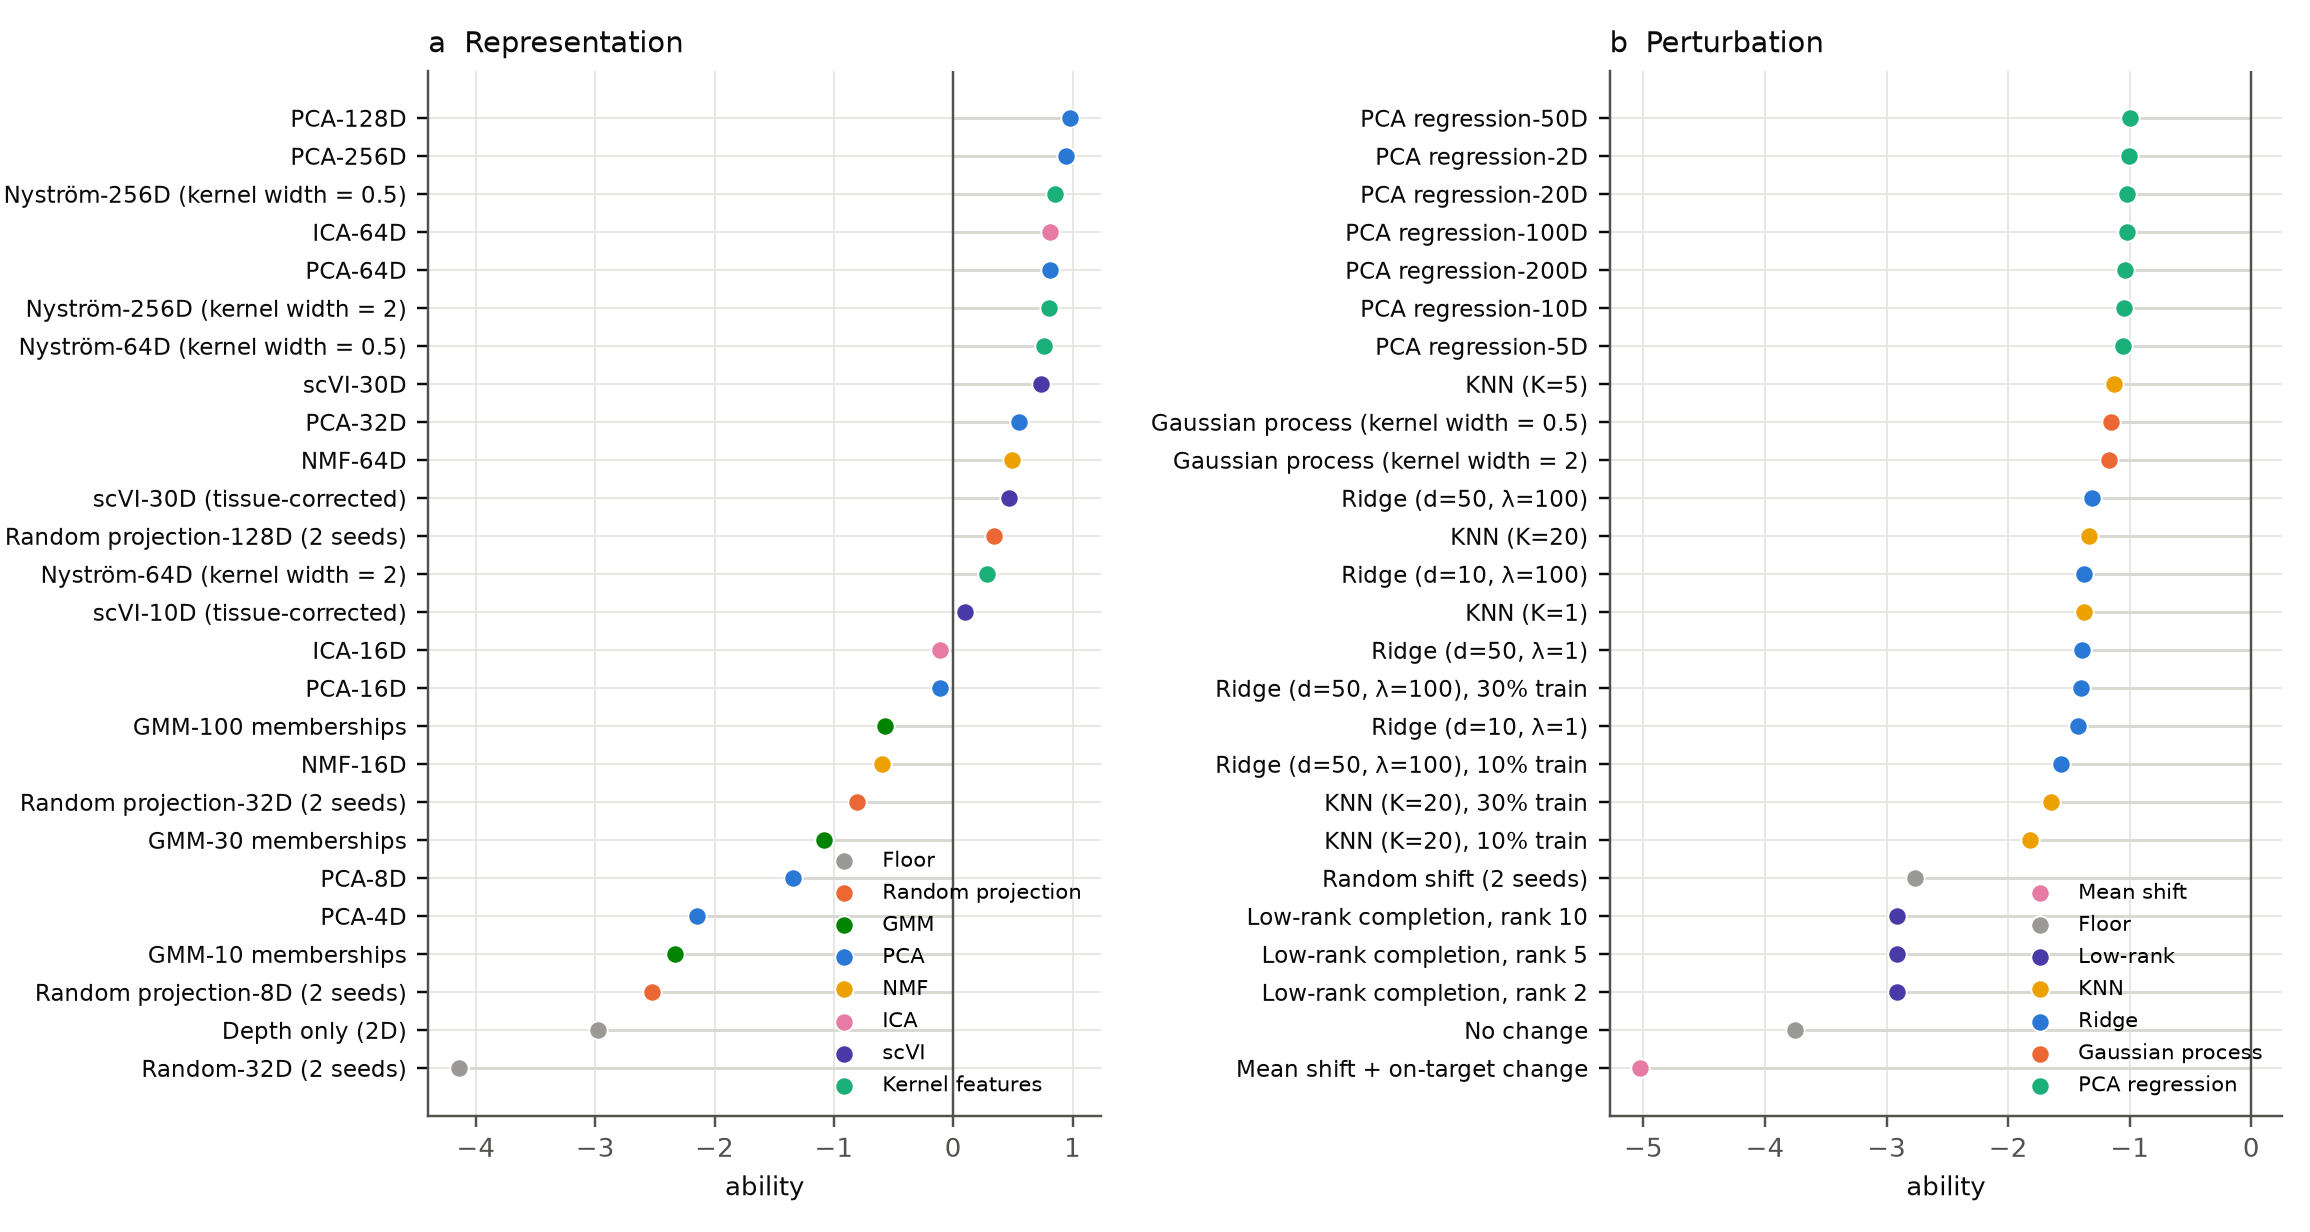 a Representation
PCA-128D
PCA-256D
Nyström-256D (kernel width = 0.5)
ICA-64D
PCA-64D
Nyström-256D (kernel width = 2)
Nyström-64D (kernel width = 0.5)
scVI-30D
PCA-32D
NMF-64D
scVI-30D (tissue-corrected)
Random projection-128D (2 seeds)
Nyström-64D (kernel width = 2)
scVI-10D (tissue-corrected)
ICA-16D
PCA-16D
GMM-100 memberships
NMF-16D
Random projection-32D (2 seeds)
GMM-30 memberships
PCA-8D
PCA-4D
GMM-10 memberships
Random projection-8D (2 seeds)
Depth only (2D)
Random-32D (2 seeds)
Floor
Random projection
GMM
PCA
NMF
ICA
scVI
Kernel features
−4 −3 −2 −1 0 1
ability
b Perturbation
PCA regression-50D
PCA regression-2D
PCA regression-20D
PCA regression-100D
PCA regression-200D
PCA regression-10D
PCA regression-5D
KNN (K=5)
Gaussian process (kernel width = 0.5)
Gaussian process (kernel width = 2)
Ridge (d=50, λ=100)
KNN (K=20)
Ridge (d=10, λ=100)
KNN (K=1)
Ridge (d=50, λ=1)
Ridge (d=50, λ=100), 30% train
Ridge (d=10, λ=1)
Ridge (d=50, λ=100), 10% train
KNN (K=20), 30% train
KNN (K=20), 10% train
Random shift (2 seeds)
Low-rank completion, rank 10
Low-rank completion, rank 5
Low-rank completion, rank 2
No change
Mean shift + on-target change
Mean shift
Floor
Low-rank
KNN
Ridge
Gaussian process
PCA regression
−5 −4 −3 −2 −1 0
ability